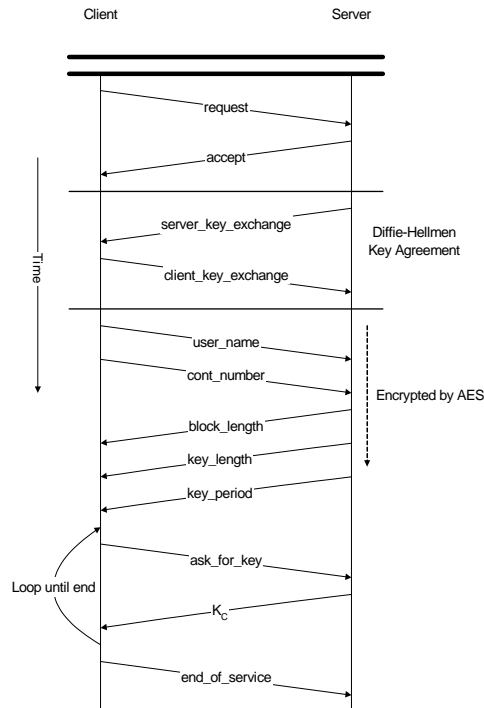 Client
Server
request
accept
server_key_exchange
Diffie-Hellmen
Key Agreement
client_key_exchange
Time
user_name
cont_number
Encrypted by AES
block_length
key_length
key_period
ask_for_key
Loop until end
K_C
end_of_service